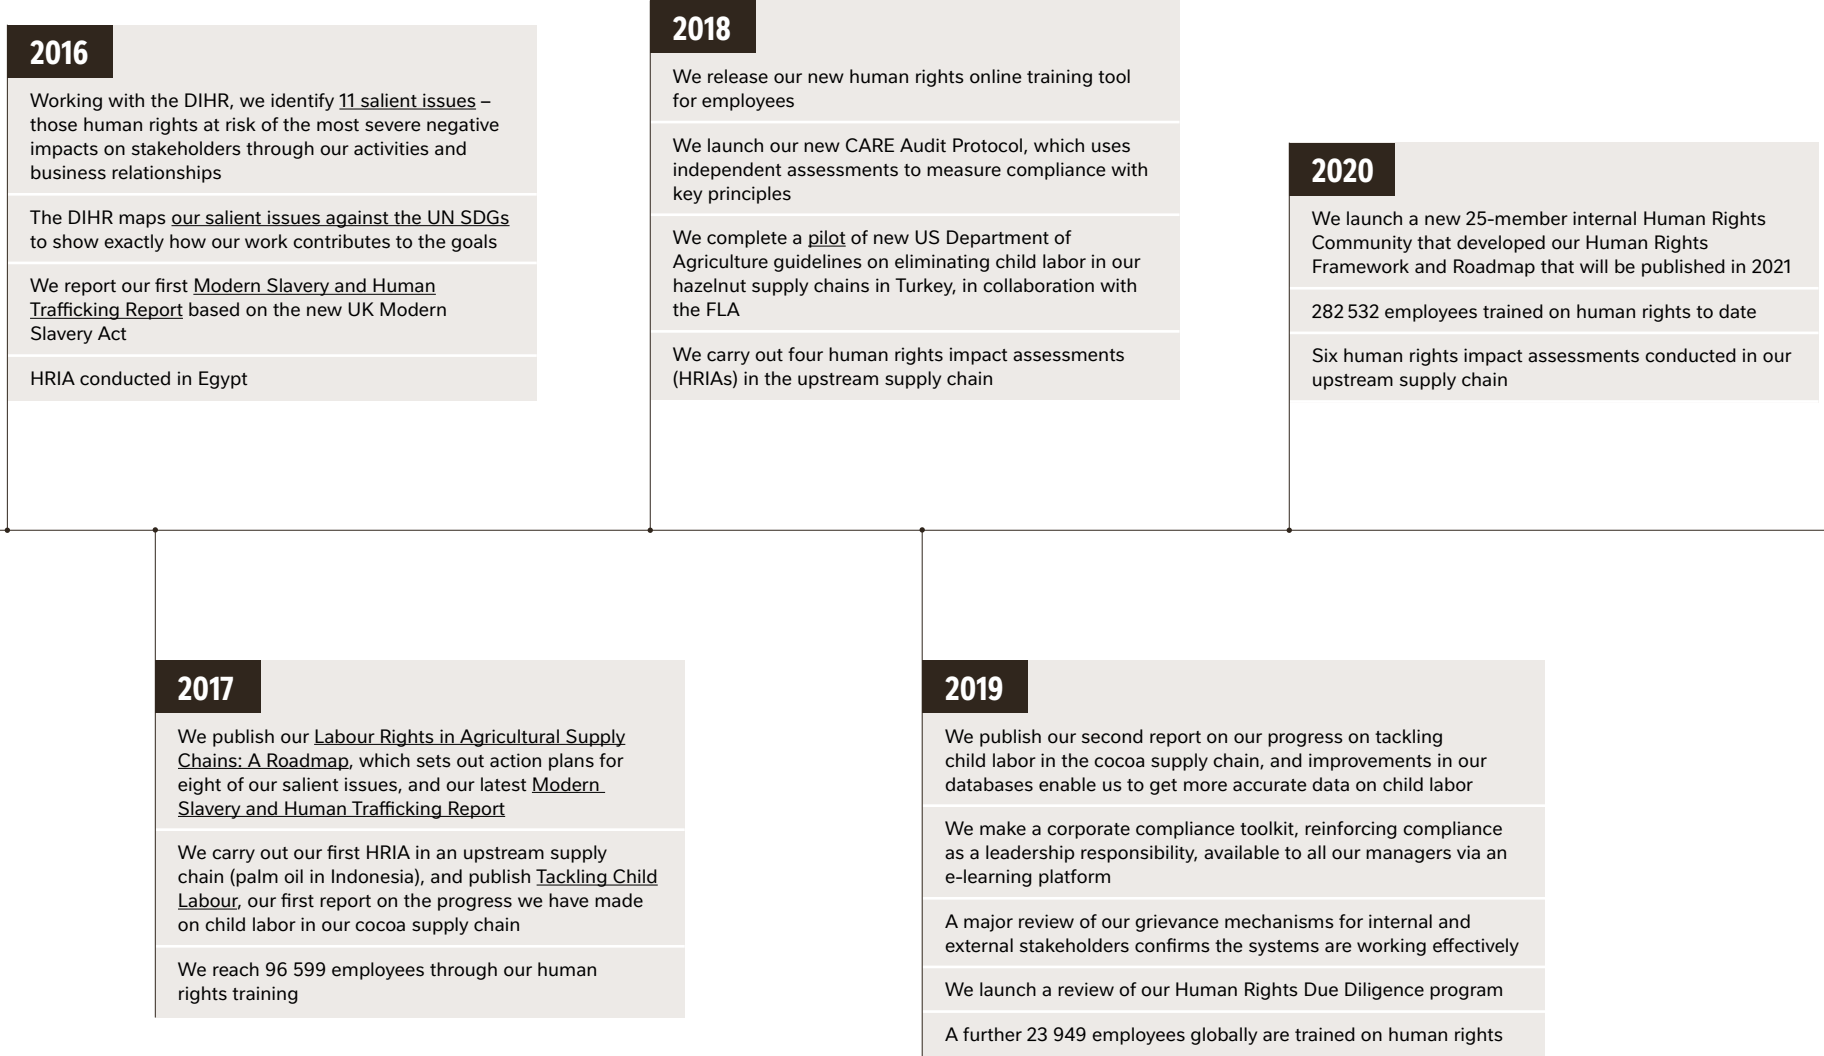 2016
Working with the DIHR, we identify 11 salient issues –
those human rights at risk of the most severe negative
impacts on stakeholders through our activities and
business relationships
The DIHR maps our salient issues against the UN SDGs
to show exactly how our work contributes to the goals
We report our first Modern Slavery and Human
Trafficking Report based on the new UK Modern
Slavery Act
HRIA conducted in Egypt
2017
We publish our Labour Rights in Agricultural Supply
Chains: A Roadmap, which sets out action plans for
eight of our salient issues, and our latest Modern
Slavery and Human Trafficking Report
We carry out our first HRIA in an upstream supply
chain (palm oil in Indonesia), and publish Tackling Child
Labour, our first report on the progress we have made
on child labor in our cocoa supply chain
We reach 96 599 employees through our human
rights training
2018
We release our new human rights online training tool
for employees
We launch our new CARE Audit Protocol, which uses
independent assessments to measure compliance with
key principles
We complete a pilot of new US Department of
Agriculture guidelines on eliminating child labor in our
hazelnut supply chains in Turkey, in collaboration with
the FLA
We carry out four human rights impact assessments
(HRIAs) in the upstream supply chain
2019
We publish our second report on our progress on tackling
child labor in the cocoa supply chain, and improvements in our
databases enable us to get more accurate data on child labor
We make a corporate compliance toolkit, reinforcing compliance
as a leadership responsibility, available to all our managers via an
e-learning platform
A major review of our grievance mechanisms for internal and
external stakeholders confirms the systems are working effectively
We launch a review of our Human Rights Due Diligence program
A further 23 949 employees globally are trained on human rights
2020
We launch a new 25-member internal Human Rights
Community that developed our Human Rights
Framework and Roadmap that will be published in 2021
282 532 employees trained on human rights to date
Six human rights impact assessments conducted in our
upstream supply chain